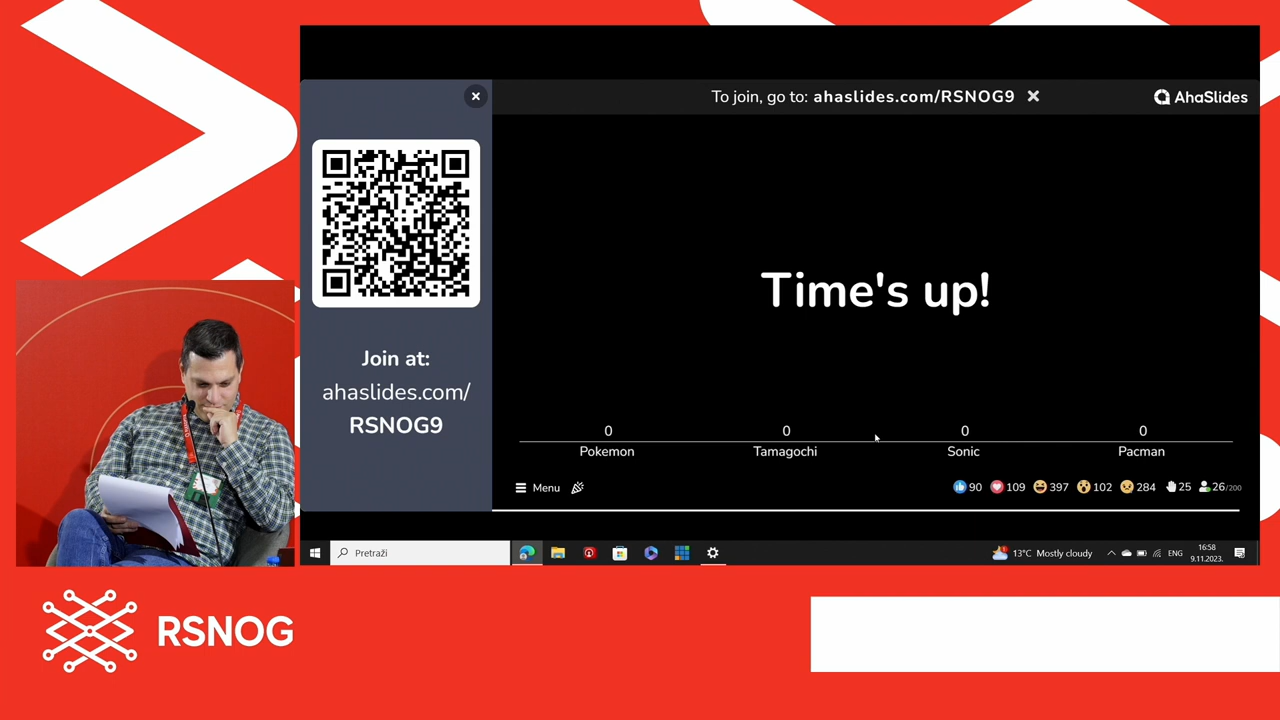 To join, go to: ahaslides.com/RSNOG9
AhaSlides
Join at:
ahaslides.com/
RSNOG9
Time's up!
0 0 0 0
Pokemon Tamagochi Sonic Pacman
Menu
90 109 397 102 284 25 26/200
Pretraži
13°C Mostly cloudy
ENG
16:58
9.11.2023.
RSNOG